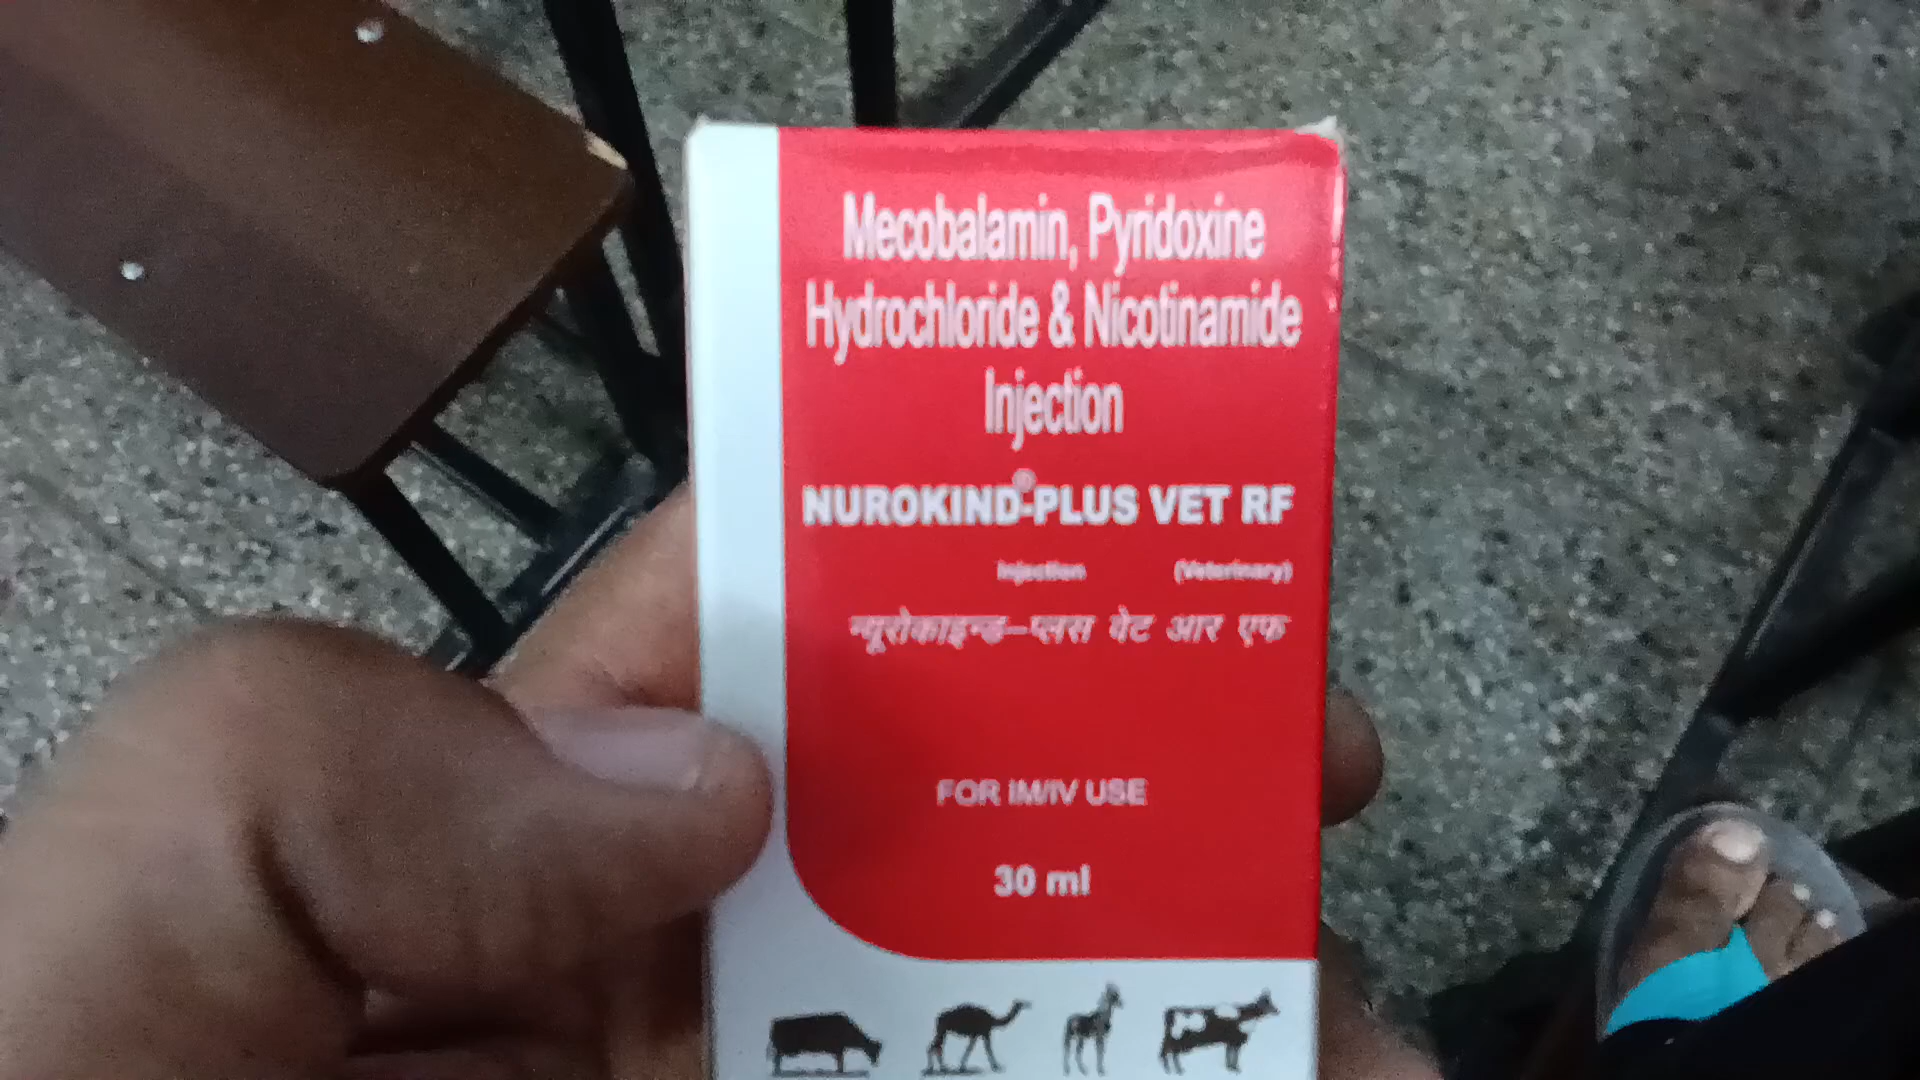 Mecobalamin, Pyridoxine
Hydrochloride & Nicotinamide
Injection
NUROKIND®-PLUS VET RF
Injection (Veterinary)
न्यूरोकाइन्ड–प्लस वेट आर एफ
FOR IM/IV USE
30 ml